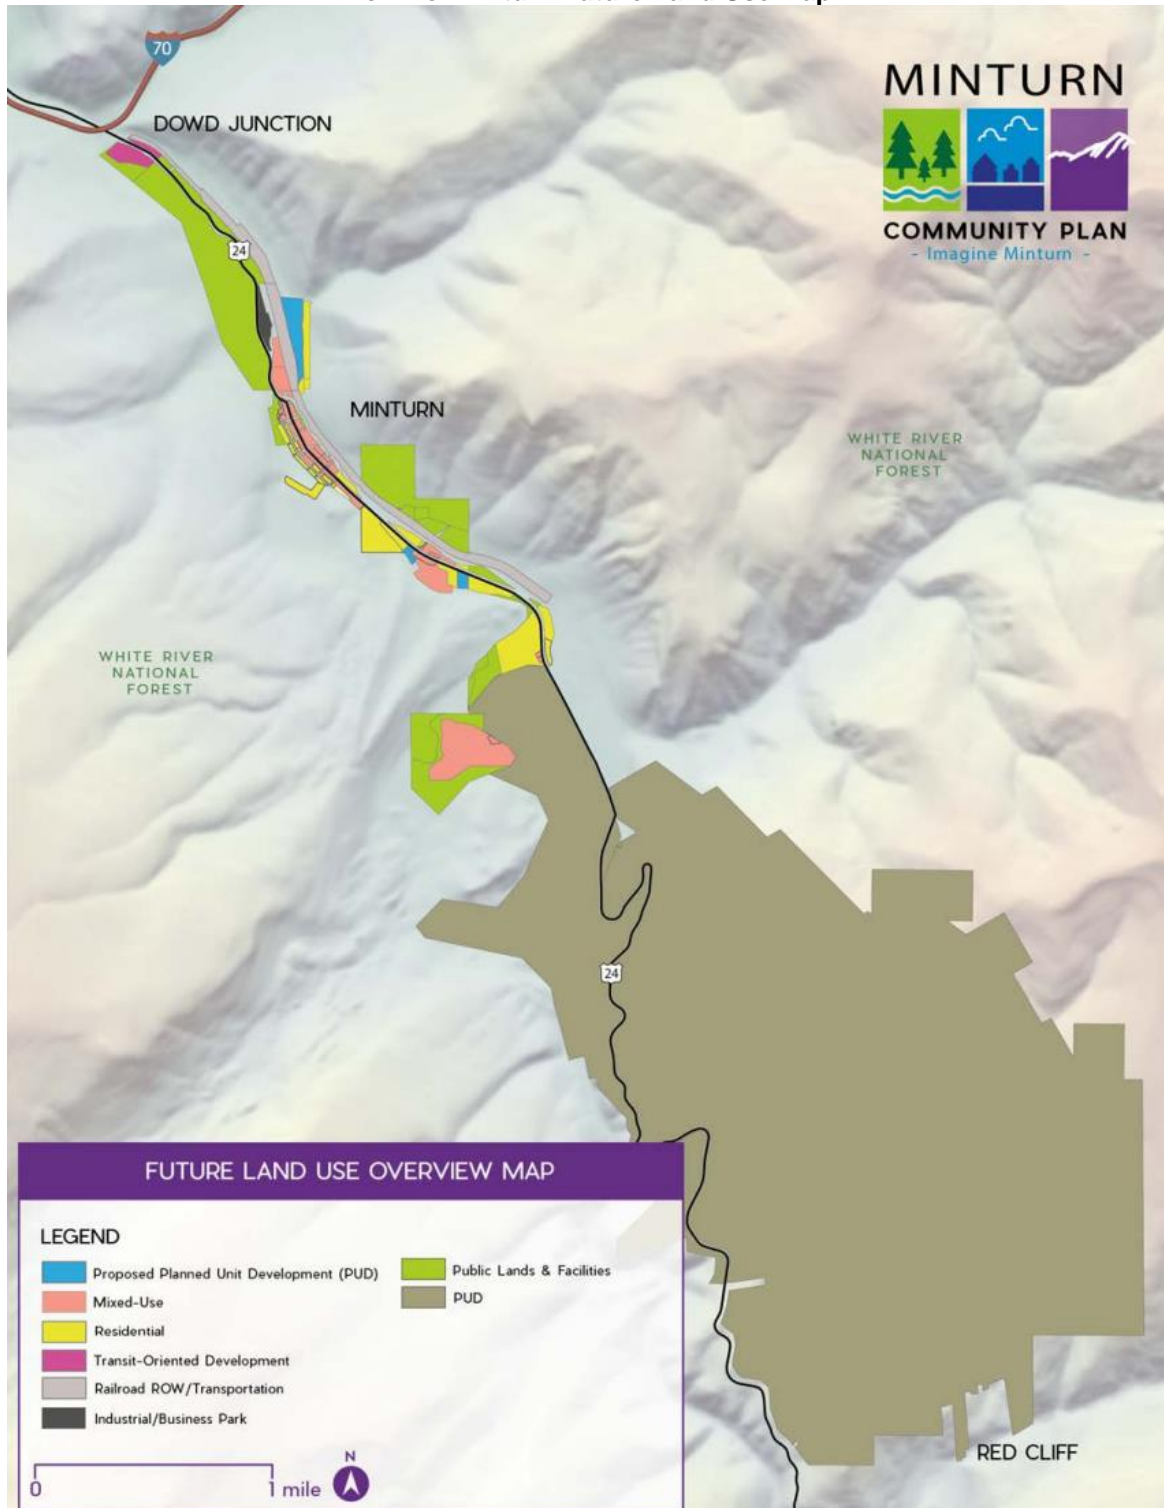 70
DOWD JUNCTION
MINTURN
COMMUNITY PLAN
- Imagine Minturn -
24
MINTURN
WHITE RIVER
NATIONAL
FOREST
WHITE RIVER
NATIONAL
FOREST
24
FUTURE LAND USE OVERVIEW MAP
LEGEND
Proposed Planned Unit Development (PUD)
Mixed-Use
Residential
Transit-Oriented Development
Railroad ROW/Transportation
Industrial/Business Park
Public Lands & Facilities
PUD
0
1 mile
N
RED CLIFF